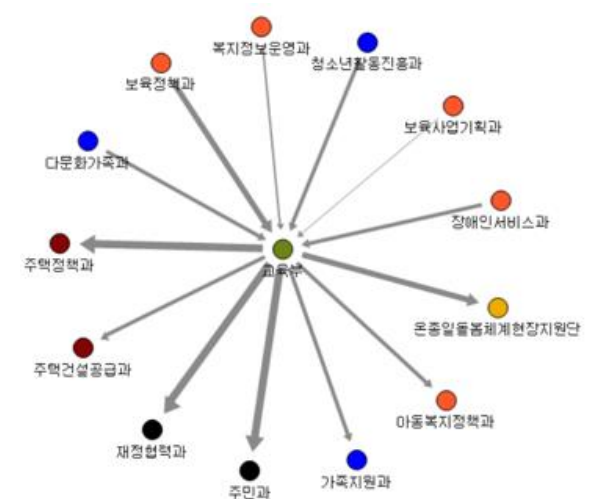 복지정보운영과
청소년활동진흥과
보육정책과
보육사업기획과
다문화가족과
장애인서비스과
주택정책과
교육부
온종일돌봄체계현장지원단
주택건설공급과
아동복지정책과
재정협력과
가족지원과
주민과